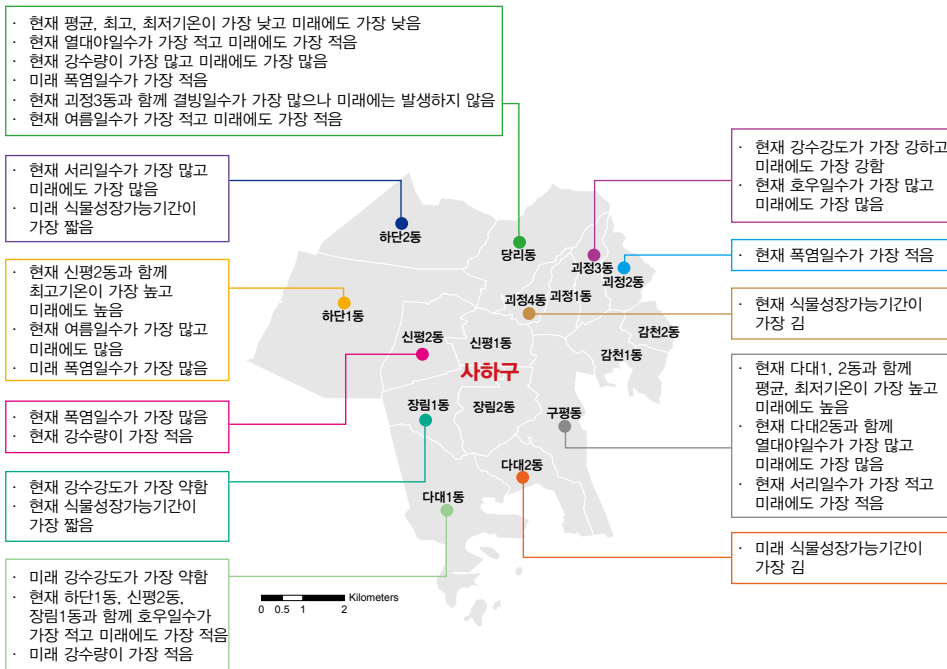 · 현재 평균, 최고, 최저기온이 가장 낮고 미래에도 가장 낮음
· 현재 열대야일수가 가장 적고 미래에도 가장 적음
· 현재 강수량이 가장 많고 미래에도 가장 많음
· 미래 폭염일수가 가장 적음
· 현재 괴정3동과 함께 결빙일수가 가장 많으나 미래에는 발생하지 않음
· 현재 여름일수가 가장 적고 미래에도 가장 적음
· 현재 서리일수가 가장 많고
미래에도 가장 많음
· 미래 식물성장가능기간이
가장 짧음
· 현재 신평2동과 함께
최고기온이 가장 높고
미래에도 높음
· 현재 여름일수가 가장 많고
미래에도 많음
· 미래 폭염일수가 가장 많음
· 현재 폭염일수가 가장 많음
· 현재 강수량이 가장 적음
· 현재 강수강도가 가장 약함
· 현재 식물성장가능기간이
가장 짧음
· 미래 강수강도가 가장 약함
· 현재 하단1동, 신평2동,
장림1동과 함께 호우일수가
가장 적고 미래에도 가장 적음
· 미래 강수량이 가장 적음
하단2동
당리동
괴정3동
괴정2동
하단1동
괴정4동
괴정1동
신평2동
신평1동
감천2동
감천1동
사하구
장림1동
장림2동
구평동
다대2동
다대1동
Kilometers
0 0.5 1 2
· 현재 강수강도가 가장 강하고
미래에도 가장 강함
· 현재 호우일수가 가장 많고
미래에도 가장 많음
· 현재 폭염일수가 가장 적음
· 현재 식물성장가능기간이
가장 김
· 현재 다대1, 2동과 함께
평균, 최저기온이 가장 높고
미래에도 높음
· 현재 다대2동과 함께
열대야일수가 가장 많고
미래에도 가장 많음
· 현재 서리일수가 가장 적고
미래에도 가장 적음
· 미래 식물성장가능기간이
가장 김